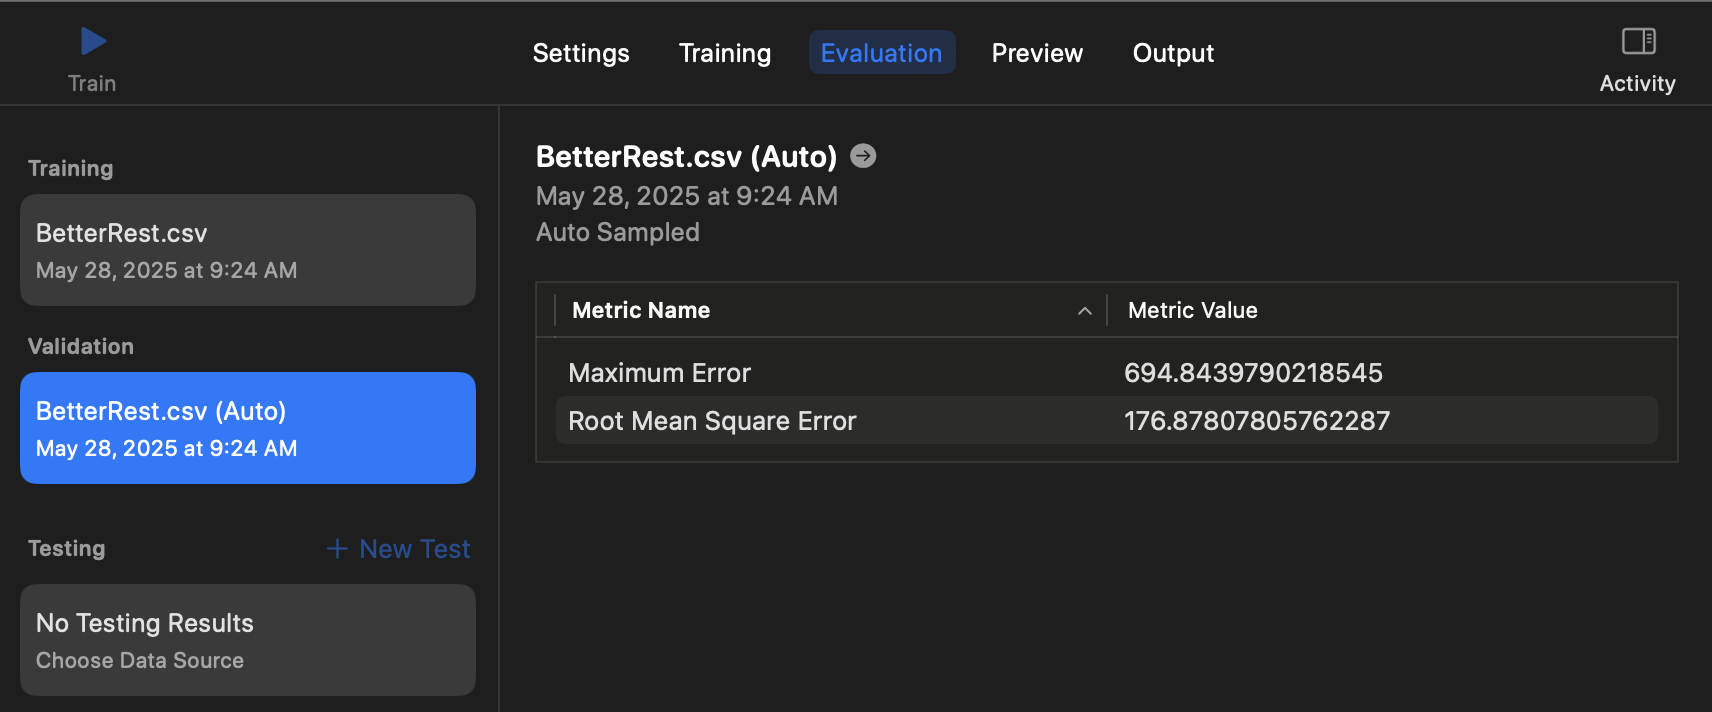 Train
Settings
Training
Evaluation
Preview
Output
Activity
Training
BetterRest.csv
May 28, 2025 at 9:24 AM
Validation
BetterRest.csv (Auto)
May 28, 2025 at 9:24 AM
Testing
+ New Test
No Testing Results
Choose Data Source
BetterRest.csv (Auto)
May 28, 2025 at 9:24 AM
Auto Sampled
Metric Name Metric Value
Maximum Error 694.8439790218545
Root Mean Square Error 176.87807805762287